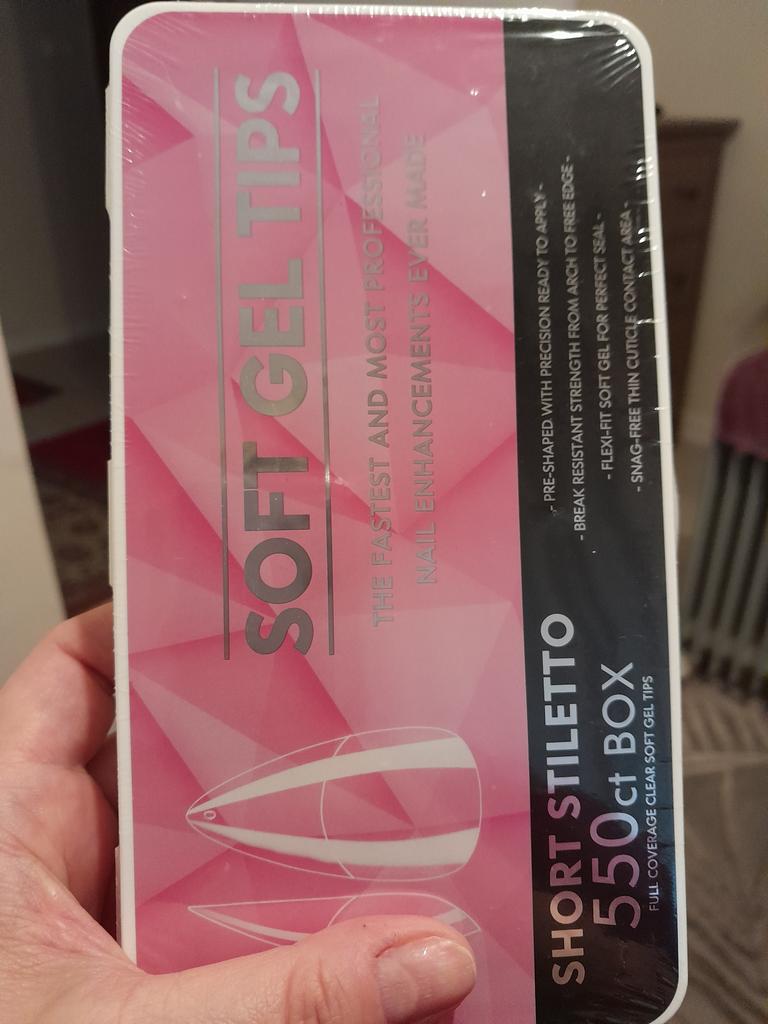 SOFT GEL TIPS
THE FASTEST AND MOST PROFESSIONAL
NAIL ENHANCEMENTS EVER MADE
SHORT STILETTO
550ct BOX
FULL COVERAGE CLEAR SOFT GEL TIPS
- PRE-SHAPED WITH PRECISION READY TO APPLY -
- BREAK RESISTANT STRENGTH FROM ARCH TO FREE EDGE -
- FLEXI-FIT SOFT GEL FOR PERFECT SEAL -
- SNAG-FREE THIN CUTICLE CONTACT AREA -
0